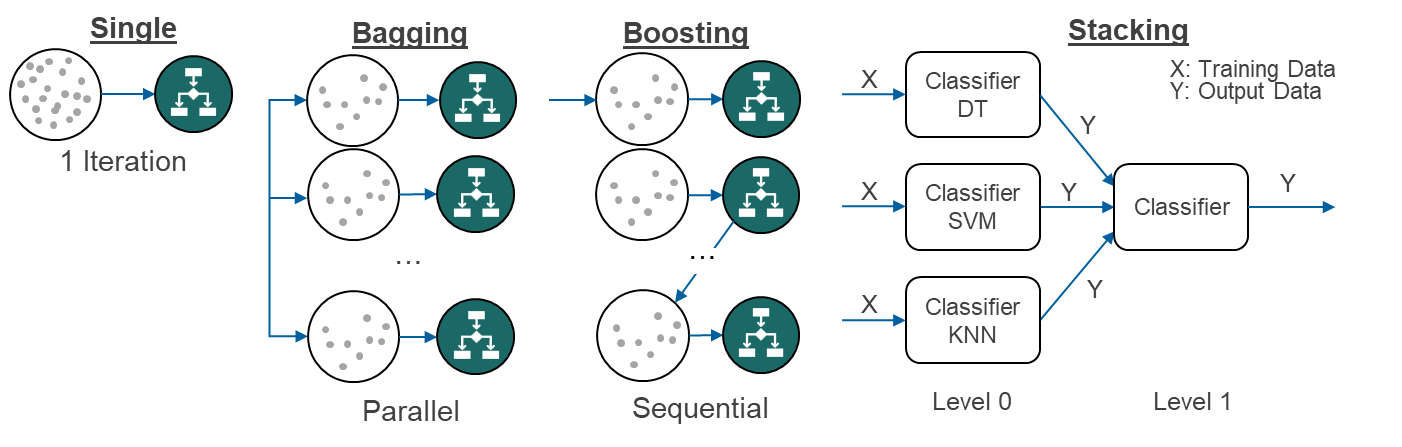 Single
1 Iteration
Bagging
…
Parallel
Boosting
…
Sequential
Stacking
X: Training Data
Y: Output Data
X
Classifier
DT
Y
X
Classifier
SVM
Y
Classifier
Y
X
Classifier
KNN
Y
Level 0
Level 1